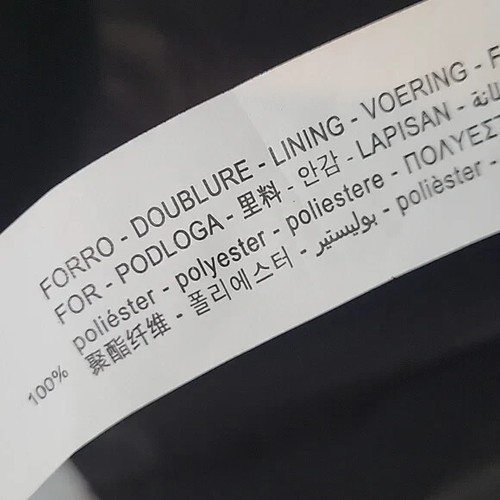 FORRO - DOUBLURE - LINING - VOERING - F
FOR - PODLOGA - 里料 - 안감 - LAPISAN -
100% poliéster - polyester - poliestere - ΠΟΛΥΕΣΤ
聚酯纤维 - 폴리에스터 - بوليستير - polièster -